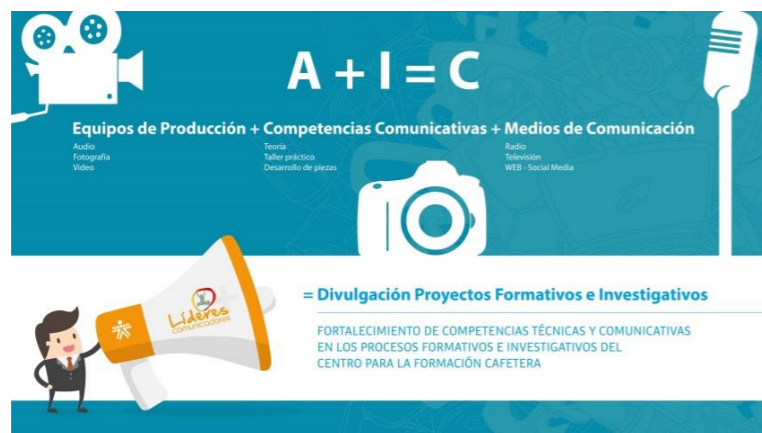 A + I = C
Equipos de Producción + Competencias Comunicativas + Medios de Comunicación
Audio
Fotografía
Video
Teoría
Taller práctico
Desarrollo de piezas
Radio
Televisión
WEB - Social Media
Líderes
comunicadores
= Divulgación Proyectos Formativos e Investigativos
FORTALECIMIENTO DE COMPETENCIAS TÉCNICAS Y COMUNICATIVAS
EN LOS PROCESOS FORMATIVOS E INVESTIGATIVOS DEL
CENTRO PARA LA FORMACIÓN CAFETERA